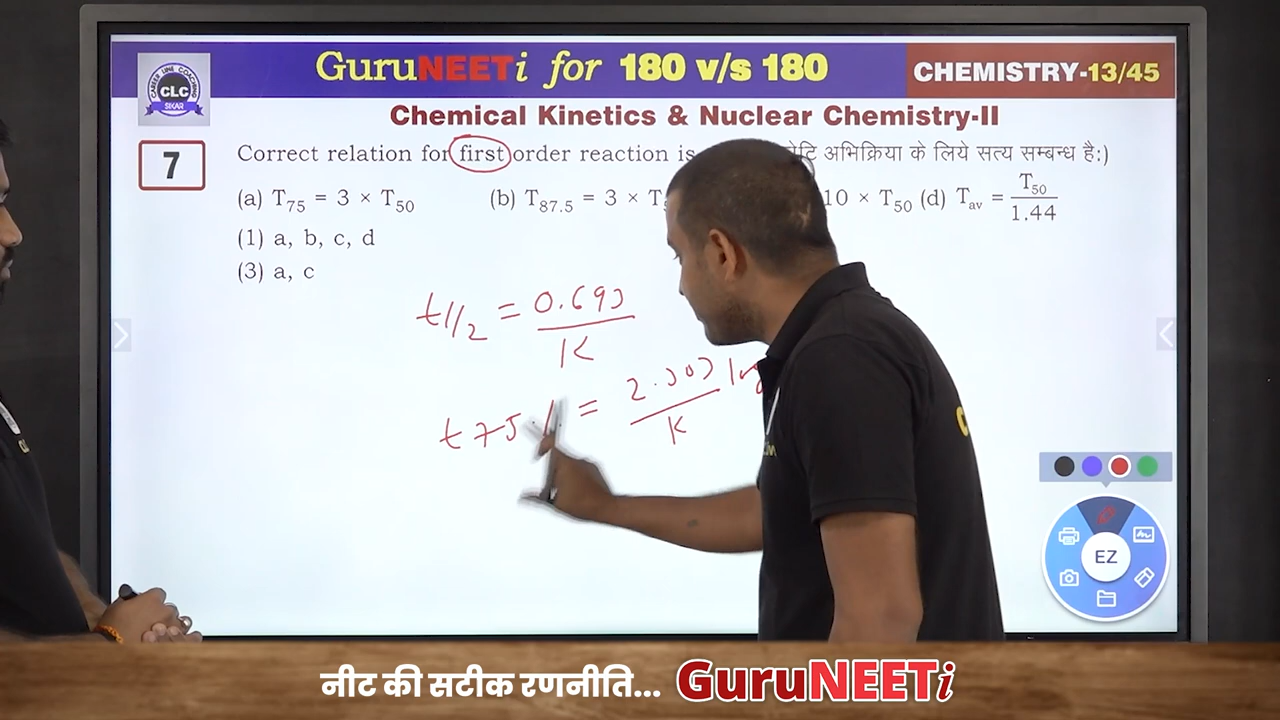 GuruNEETi for 180 v/s 180
CHEMISTRY-13/45
CLC
SIKAR
Chemical Kinetics & Nuclear Chemistry-II
7
Correct relation for first order reaction is अभिक्रिया के लिये सत्य सम्बन्ध है:)
(a) T75 = 3 × T50 (b) T87.5 = 3 × T 10 × T50 (d) Tav = T50/1.44
(1) a, b, c, d
(3) a, c
t1/2 = 0.693/K
t 75 % = 2.303/K log
EZ
नीट की सटीक रणनीति... GuruNEETi